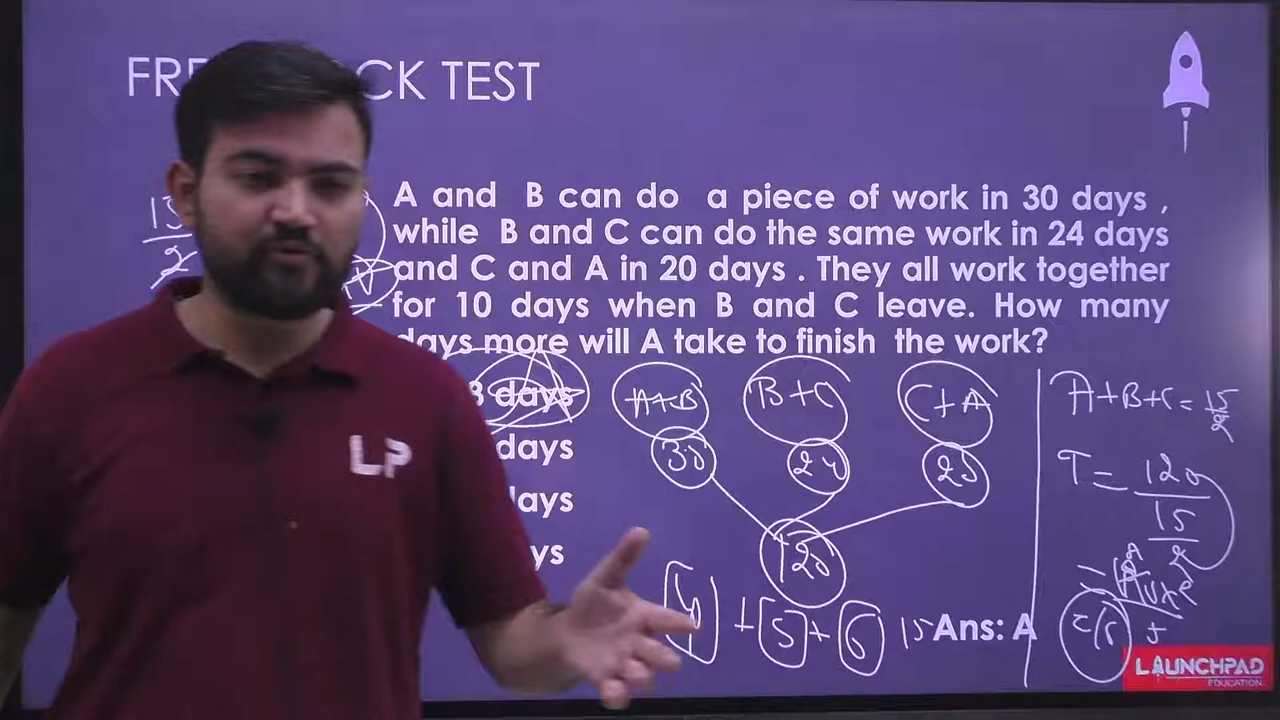 FRE CK TEST
A and B can do a piece of work in 30 days ,
while B and C can do the same work in 24 days
and C and A in 20 days . They all work together
for 10 days when B and C leave. How many
days more will A take to finish the work?
8 days
days
ays
ys
A+B
B+C
C+A
30
24
20
120
+ 5 + 6 15
Ans: A
A+B+C = 15/2
T = 120
15
2
LP
LAUNCHPAD
EDUCATION